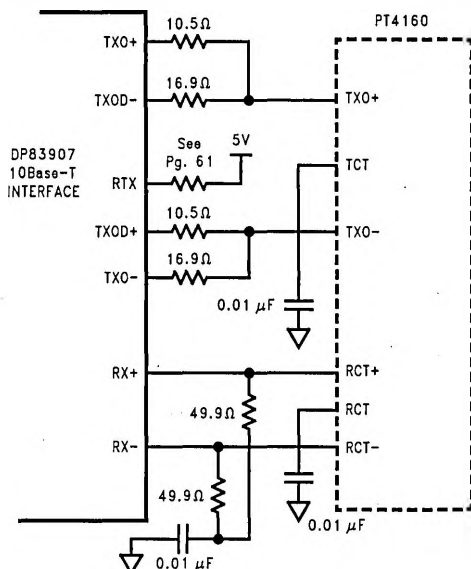 PT4160
10.5Ω
TXO+
16.9Ω
TXOD-
TXO+
See
Pg. 61
5V
TCT
DP83907
10Base-T
INTERFACE
RTX
10.5Ω
TXOD+
TXO-
16.9Ω
TXO-
0.01 µF
RX+
RCT+
49.9Ω
RCT
RX-
RCT-
49.9Ω
0.01 µF
0.01 µF